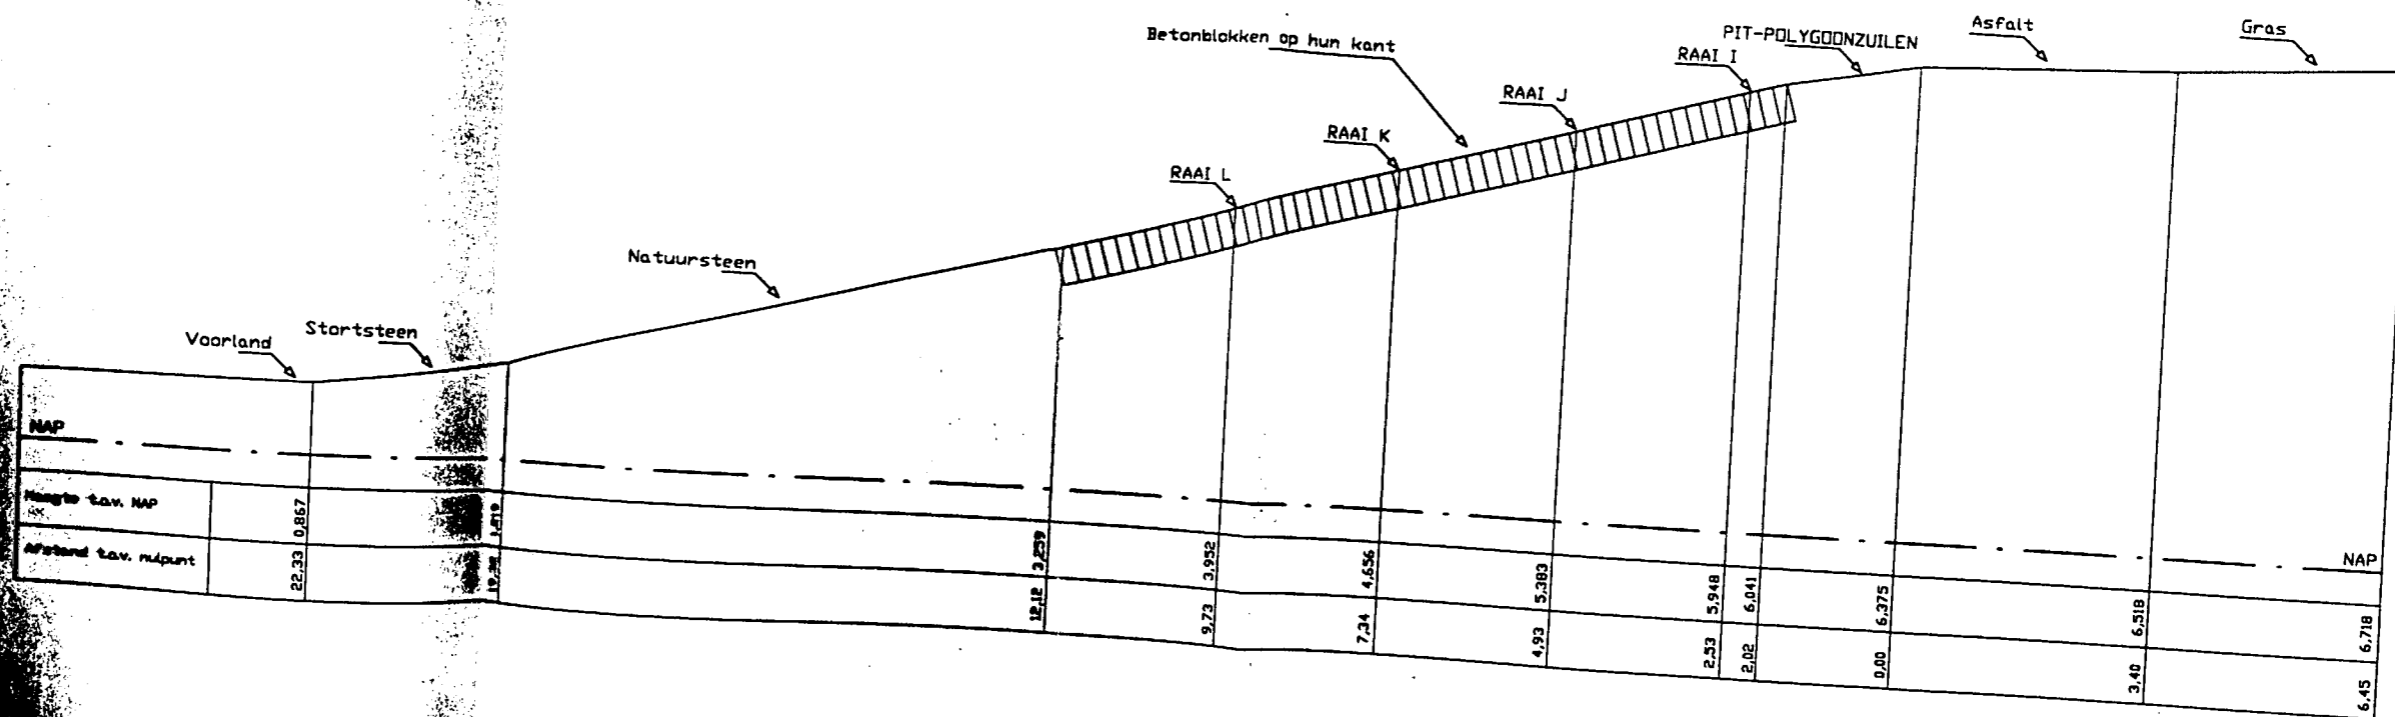 Betonblokken op hun kant
PIT-POLYGOONZUILEN
Asfalt
Gras
RAAI I
RAAI J
RAAI K
RAAI L
Natuursteen
Stortsteen
Voorland
NAP
NAP
Hoogte t.a.v. NAP
0,867
3,259
3,952
4,656
5,383
5,948
6,041
6,375
6,518
6,718
Afstand t.a.v. nulpunt
22,33
12,12
9,73
7,34
4,93
2,53
2,02
0,00
3,40
6,45